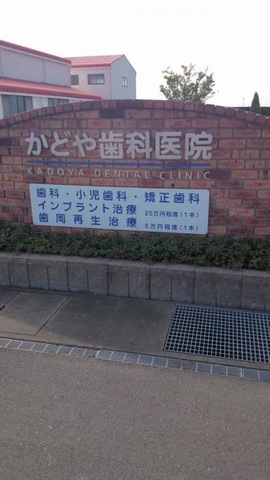 かどや歯科医院
KADOYA DENTAL CLINIC
歯科・小児歯科・矯正歯科
インプラント治療 25万円程度(1本)
歯周再生治療 5万円程度(1本)